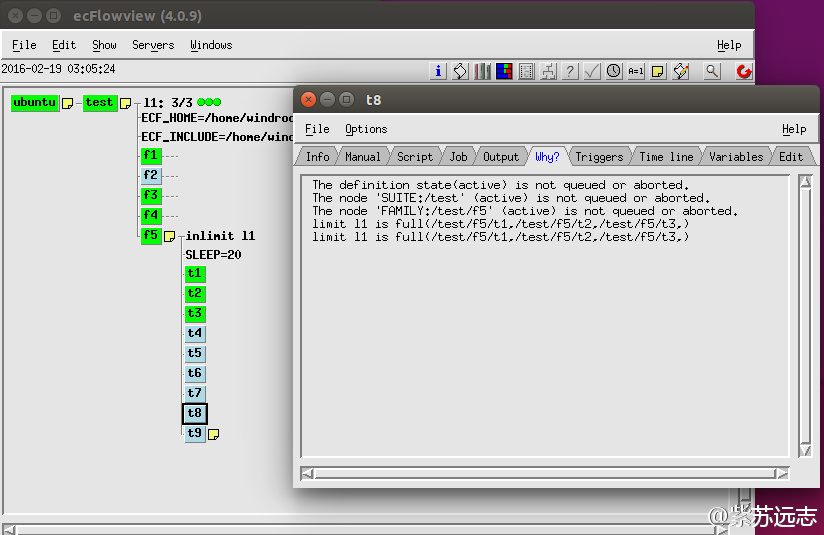 ecFlowview (4.0.9)
File Edit Show Servers Windows Help
2016-02-19 03:05:24
i A=1 ?
ubuntu test l1: 3/3
ECF_HOME=/home/windroc
ECF_INCLUDE=/home/wind
f1
f2
f3
f4
f5 inlimit l1
SLEEP=20
t1
t2
t3
t4
t5
t6
t7
t8
t9
t8
File Options Help
Info Manual Script Job Output Why? Triggers Time line Variables Edit
The definition state(active) is not queued or aborted.
The node 'SUITE:/test' (active) is not queued or aborted.
The node 'FAMILY:/test/f5' (active) is not queued or aborted.
limit l1 is full(/test/f5/t1,/test/f5/t2,/test/f5/t3,)
limit l1 is full(/test/f5/t1,/test/f5/t2,/test/f5/t3,)
@紫苏远志